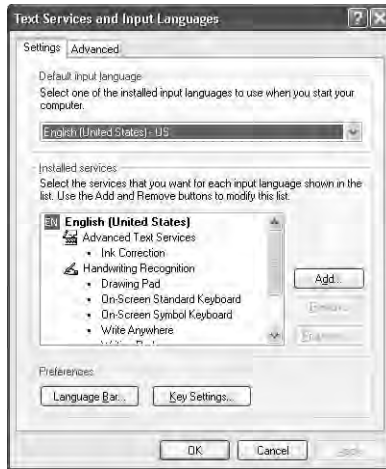 Text Services and Input Languages
Settings Advanced
Default input language
Select one of the installed input languages to use when you start your
computer.
English (United States) - US
Installed services
Select the services that you want for each input language shown in the
list. Use the Add and Remove buttons to modify this list.
EN English (United States)
Advanced Text Services
• Ink Correction
Handwriting Recognition
• Drawing Pad
• On-Screen Standard Keyboard
• On-Screen Symbol Keyboard
• Write Anywhere
Add...
Preferences
Language Bar... Key Settings...
OK Cancel